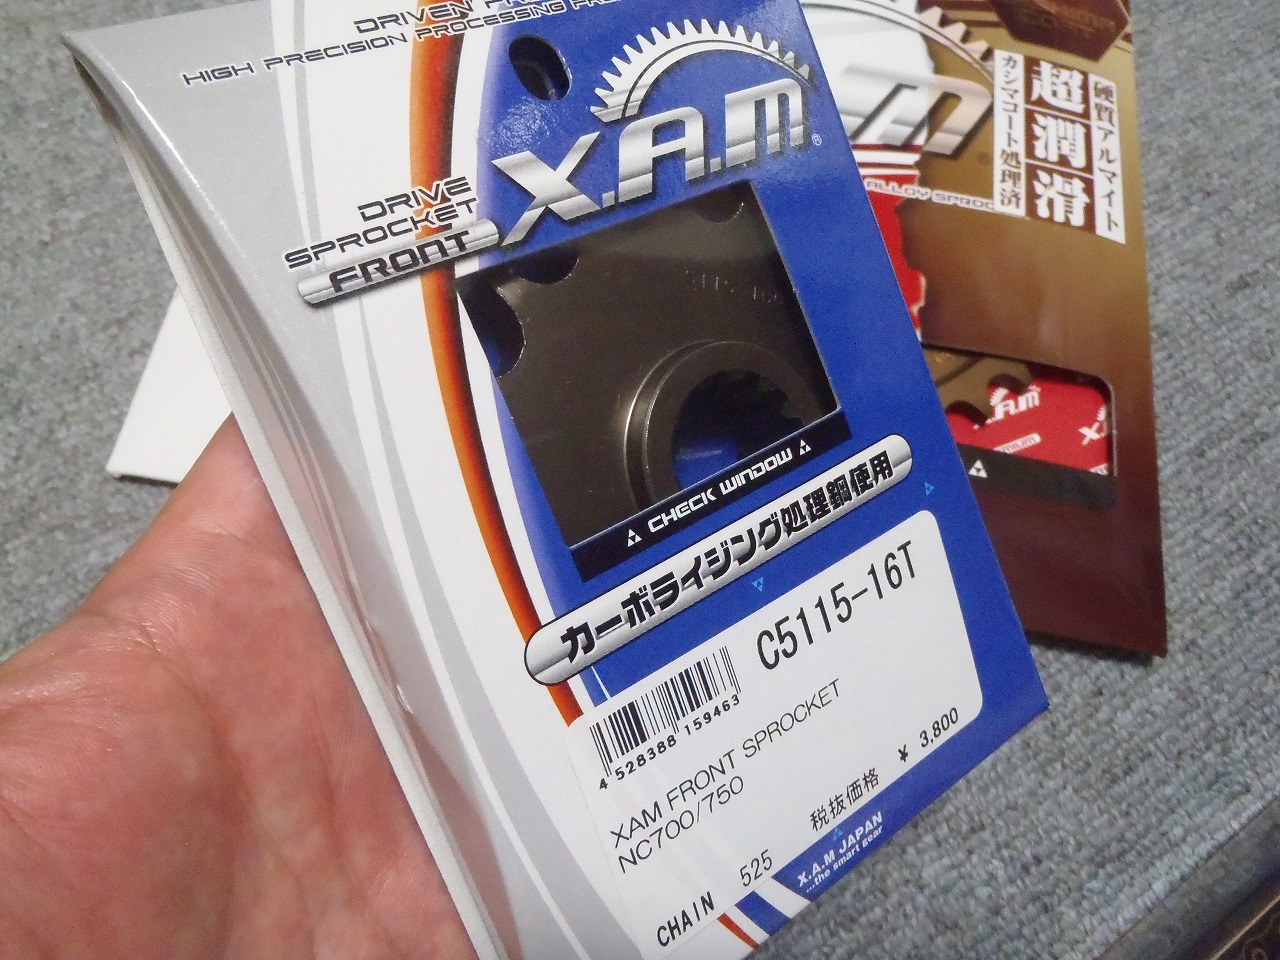 HIGH PRECISION PROCESSING
X.A.M®
DRIVE
SPROCKET
FRONT
CHECK WINDOW
カーボライジング処理鋼使用
C5115-16T
4 528388 159463
XAM FRONT SPROCKET
NC700/750
税抜価格 ¥ 3,800
CHAIN 525
X.A.M JAPAN
...the smart gear
硬質アルマイト
超潤滑
カシマコート処理済
ALLOY
X.A.M